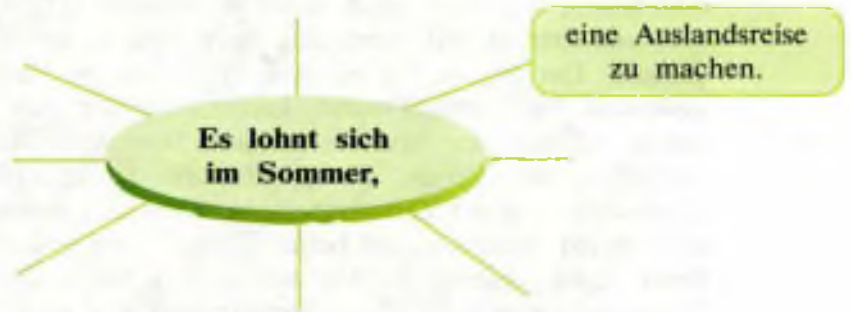 eine Auslandsreise
zu machen.
Es lohnt sich
im Sommer,